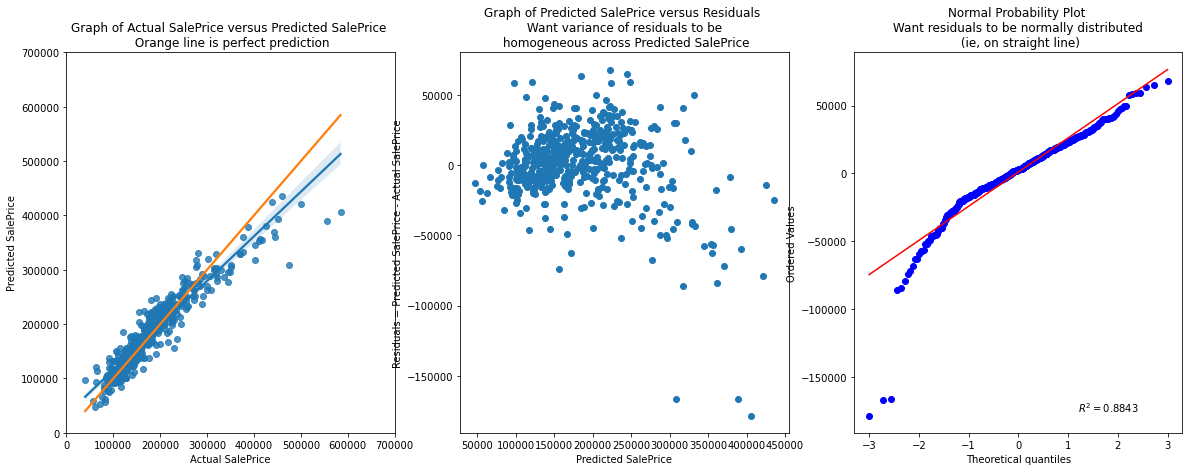 Graph of Actual SalePrice versus Predicted SalePrice
Orange line is perfect prediction
700000
600000
500000
400000
300000
200000
100000
0
0 100000 200000 300000 400000 500000 600000 700000
Actual SalePrice
Predicted SalePrice
Graph of Predicted SalePrice versus Residuals
Want variance of residuals to be
homogeneous across Predicted SalePrice
50000
0
−50000
−100000
−150000
50000 100000 150000 200000 250000 300000 350000 400000 450000
Predicted SalePrice
Residuals = Predicted SalePrice - Actual SalePrice
Normal Probability Plot
Want residuals to be normally distributed
(ie, on straight line)
50000
0
−50000
−100000
−150000
−3 −2 −1 0 1 2 3
Theoretical quantiles
Ordered Values
R² = 0.8843